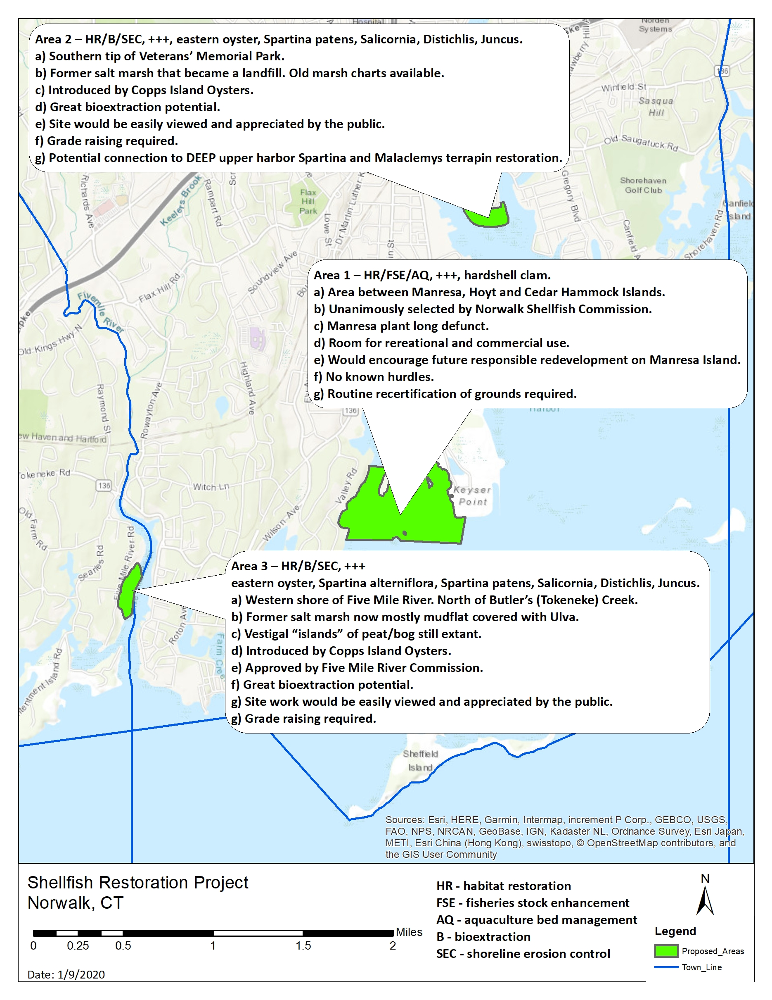 Hospital
Norden
Systems
Area 2 – HR/B/SEC, +++, eastern oyster, Spartina patens, Salicornia, Distichlis, Juncus.
a) Southern tip of Veterans’ Memorial Park.
b) Former salt marsh that became a landfill. Old marsh charts available.
c) Introduced by Copps Island Oysters.
d) Great bioextraction potential.
e) Site would be easily viewed and appreciated by the public.
f) Grade raising required.
g) Potential connection to DEEP upper harbor Spartina and Malaclemys terrapin restoration.
136
Winfield St
Sasqua
Hill
Old Saugatuck Rd
Shorehaven
Golf Club
Gregory Blvd
Canfield A
Shorehaven Rd
Richards Ave
Keelers Brook
Rampart Rd
Flax
Hill
Park
Lowe St
Dr Martin Luther K
in St
Soundview Ave
Flax Hill Rd
Fivemile River
Old Kings Hwy N
Area 1 – HR/FSE/AQ, +++, hardshell clam.
a) Area between Manresa, Hoyt and Cedar Hammock Islands.
b) Unanimously selected by Norwalk Shellfish Commission.
c) Manresa plant long defunct.
d) Room for rereational and commercial use.
e) Would encourage future responsible redevelopment on Manresa Island.
f) No known hurdles.
g) Routine recertification of grounds required.
Highland Ave
Raymond St
Rowayton Ave
136
Harbor
ew Haven and Hartford
Tokeneke Rd
136
Witch Ln
Valley Rd
Keyser
Point
Old Farm Rd
Wilson Ave
Searles Rd
Five Mile River Rd
Area 3 – HR/B/SEC, +++
eastern oyster, Spartina alterniflora, Spartina patens, Salicornia, Distichlis, Juncus.
a) Western shore of Five Mile River. North of Butler’s (Tokeneke) Creek.
b) Former salt marsh now mostly mudflat covered with Ulva.
c) Vestigal “islands” of peat/bog still extant.
d) Introduced by Copps Island Oysters.
e) Approved by Five Mile River Commission.
f) Great bioextraction potential.
g) Site work would be easily viewed and appreciated by the public.
g) Grade raising required.
Roton Ave
Farm Cree
tentment Island Rd
Sheffield
Island
Sources: Esri, HERE, Garmin, Intermap, increment P Corp., GEBCO, USGS,
FAO, NPS, NRCAN, GeoBase, IGN, Kadaster NL, Ordnance Survey, Esri Japan,
METI, Esri China (Hong Kong), swisstopo, © OpenStreetMap contributors, and
the GIS User Community
Shellfish Restoration Project
Norwalk, CT
Miles
0 0.25 0.5 1 1.5 2
Date: 1/9/2020
HR - habitat restoration
FSE - fisheries stock enhancement
AQ - aquaculture bed management
B - bioextraction
SEC - shoreline erosion control
N
Legend
Proposed_Areas
Town_Line